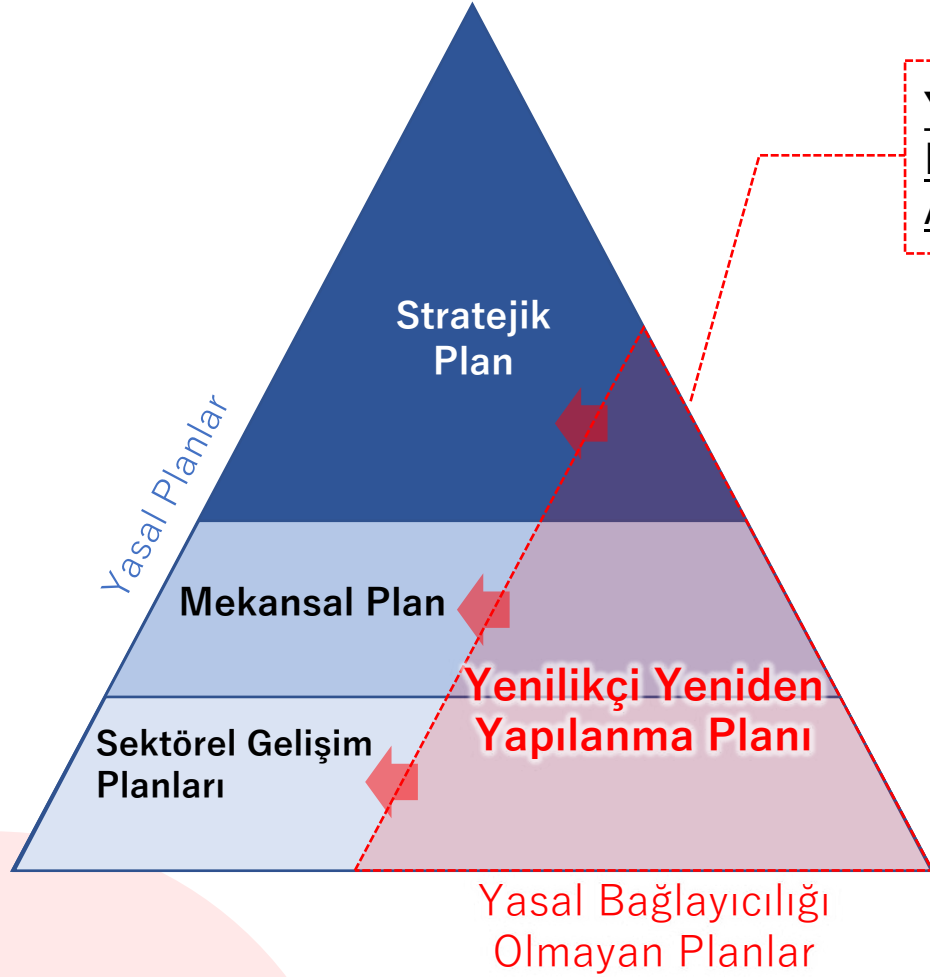 Stratejik
Plan
Yasal Planlar
Mekansal Plan
Yenilikçi Yeniden
Yapılanma Planı
Sektörel Gelişim
Planları
Yasal Bağlayıcılığı
Olmayan Planlar